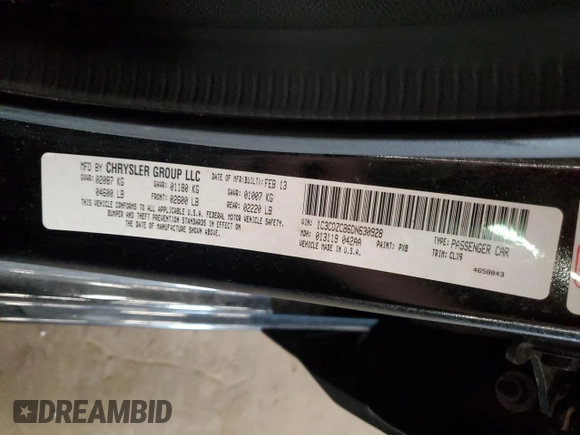 MFD BY CHRYSLER GROUP LLC
DATE OF MFR(BUILT): FEB 13
GVWR: 02087 KG
04600 LB
GAWR: 01180 KG
FRONT: 02600 LB
GAWR: 01007 KG
REAR: 02220 LB
THIS VEHICLE CONFORMS TO ALL APPLICABLE U.S.A. FEDERAL MOTOR VEHICLE SAFETY,
BUMPER AND THEFT PREVENTION STANDARDS IN EFFECT ON
THE DATE OF MANUFACTURE SHOWN ABOVE.
VIN: 1C3CDZCB6DN630928
MDH: 013119 042AA
VEHICLE MADE IN U.S.A.
PAINT: PX8
TYPE: PASSENGER CAR
TRIM: CLX9
4650843
DREAMBID